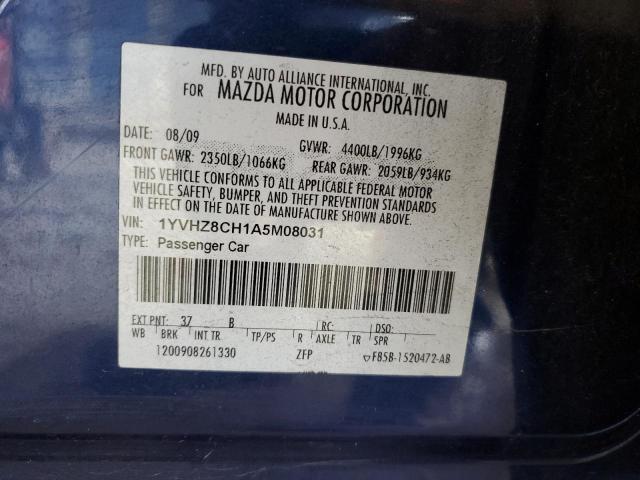 MFD. BY AUTO ALLIANCE INTERNATIONAL, INC.
FOR MAZDA MOTOR CORPORATION
MADE IN U.S.A.
DATE: 08/09 GVWR: 4400LB/1996KG
FRONT GAWR: 2350LB/1066KG REAR GAWR: 2059LB/934KG
THIS VEHICLE CONFORMS TO ALL APPLICABLE FEDERAL MOTOR
VEHICLE SAFETY, BUMPER, AND THEFT PREVENTION STANDARDS
IN EFFECT ON THE DATE OF MANUFACTURE SHOWN ABOVE.
VIN: 1YVHZ8CH1A5M08031
TYPE: Passenger Car
EXT PNT: 37 B RC: DSO:
WB BRK INT TR TP/PS R AXLE TR SPR
1200908261330 ZFP FB5B-1520472-AB